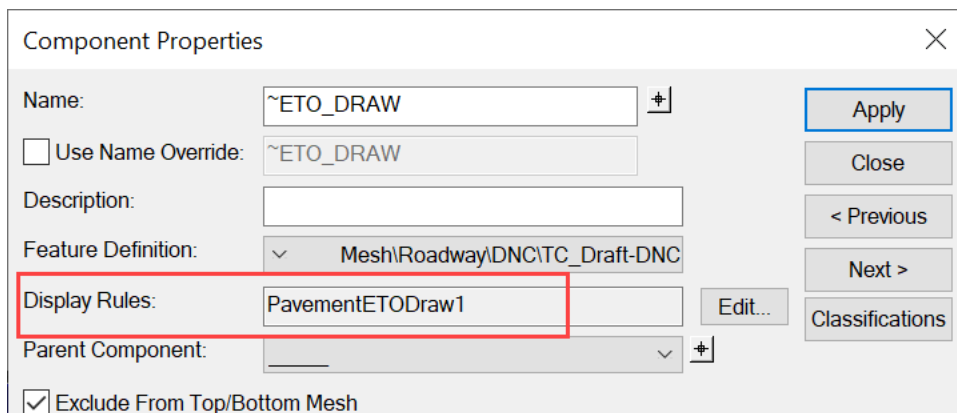 Component Properties
Name: ~ETO_DRAW Apply
Use Name Override: ~ETO_DRAW Close
Description: < Previous
Feature Definition: Mesh\Roadway\DNC\TC_Draft-DNC Next >
Display Rules: PavementETODraw1 Edit... Classifications
Parent Component: _____
Exclude From Top/Bottom Mesh